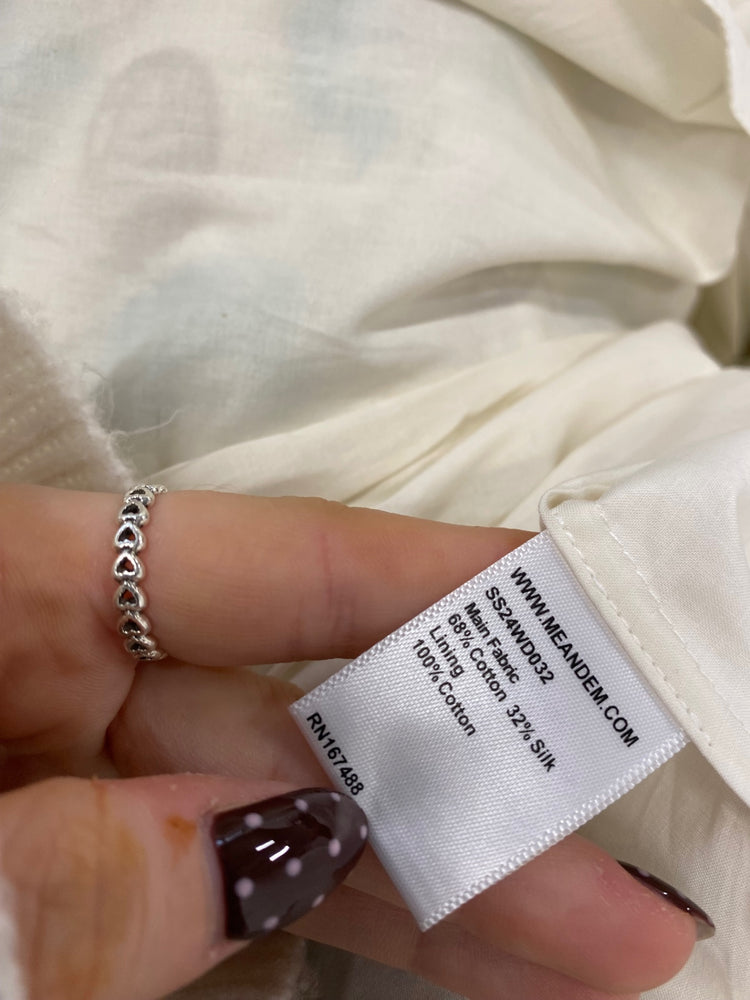 WWW.MEANDEM.COM
SS24WD032
Main Fabric
68% Cotton 32% Silk
Lining
100% Cotton
RN167488